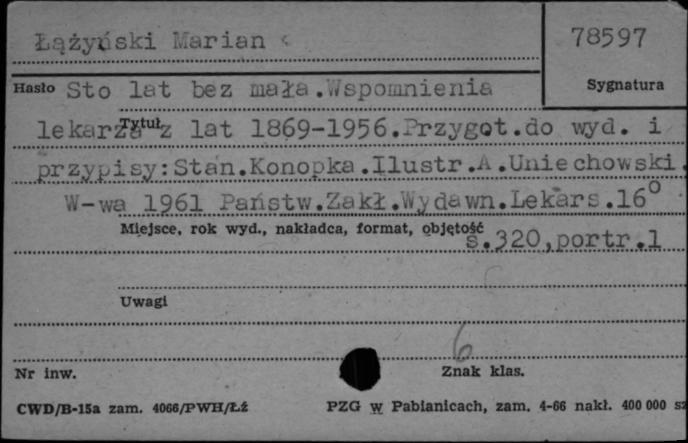 Łążyński Marian
78597
Hasło
Sygnatura
Sto lat bez mała.Wspomnienia
Tytuł
lekarza z lat 1869-1956.Przygot.do wyd. i
przypisy:Stan.Konopka.Ilustr.A.Uniechowski.
W-wa 1961 Państw.Zakł.Wydawn.Lekars.16°
Miejsce, rok wyd., nakładca, format, objętość
s.320,portr.1
Uwagi
6
Nr inw.
Znak klas.
CWD/B-15a zam. 4066/PWH/Łź
PZG w Pabianicach, zam. 4-66 nakł. 400 000 sz